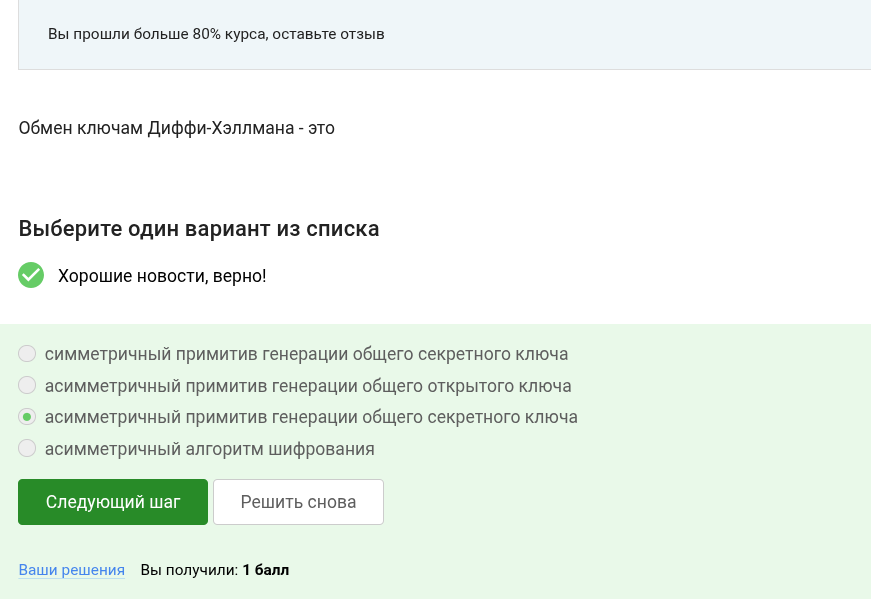 Вы прошли больше 80% курса, оставьте отзыв
Обмен ключам Диффи-Хэллмана - это
Выберите один вариант из списка
Хорошие новости, верно!
симметричный примитив генерации общего секретного ключа
асимметричный примитив генерации общего открытого ключа
асимметричный примитив генерации общего секретного ключа
асимметричный алгоритм шифрования
Следующий шаг Решить снова
Ваши решения Вы получили: 1 балл